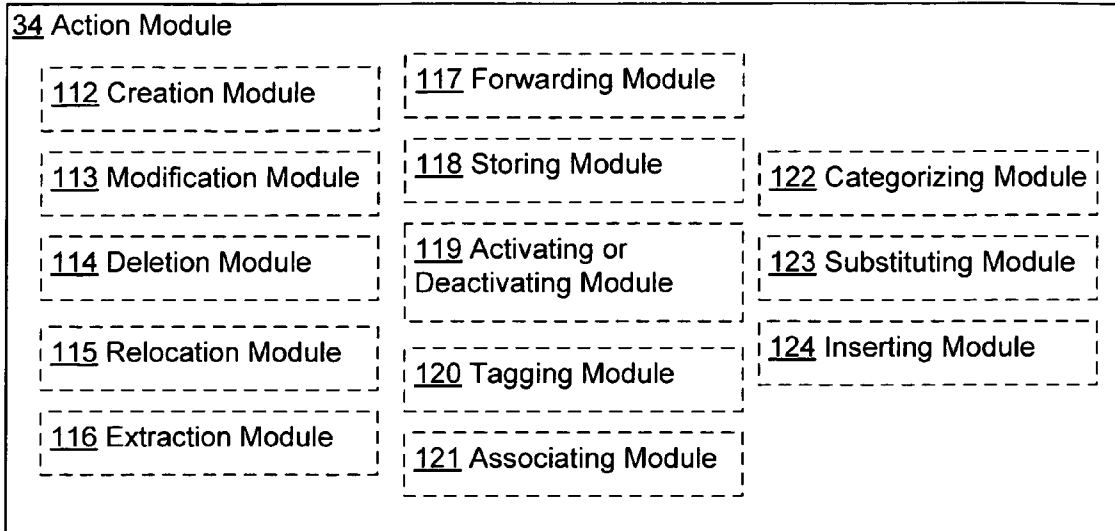 34 Action Module
112 Creation Module
113 Modification Module
114 Deletion Module
115 Relocation Module
116 Extraction Module
117 Forwarding Module
118 Storing Module
119 Activating or
Deactivating Module
120 Tagging Module
121 Associating Module
122 Categorizing Module
123 Substituting Module
124 Inserting Module